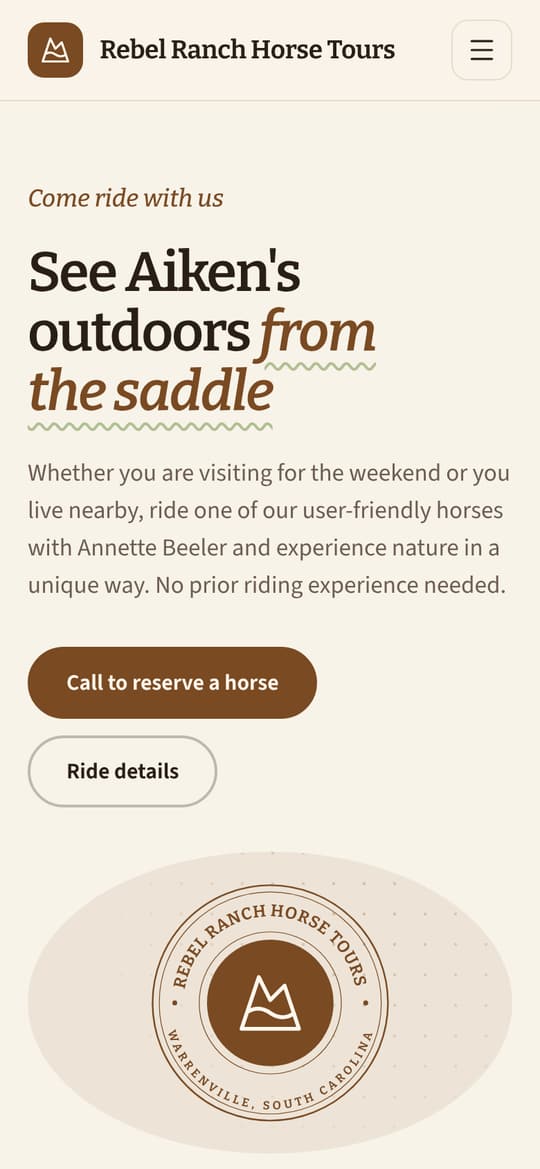 Rebel Ranch Horse Tours
Come ride with us
See Aiken's
outdoors from
the saddle
Whether you are visiting for the weekend or you
live nearby, ride one of our user-friendly horses
with Annette Beeler and experience nature in a
unique way. No prior riding experience needed.
Call to reserve a horse
Ride details
REBEL RANCH HORSE TOURS
WARRENVILLE, SOUTH CAROLINA